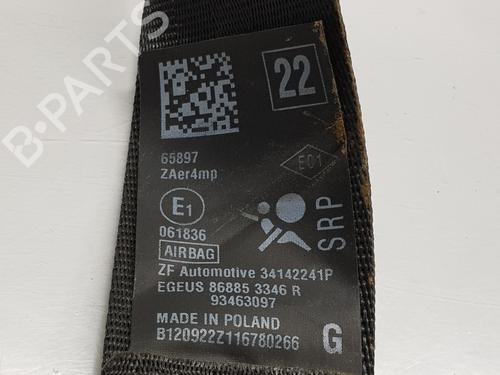 B-PARTS
22
65897
ZAer4mp
E01
E1
061836
AIRBAG
SRP
ZF Automotive 34142241P
EGEUS 86885 3346 R
93463097
MADE IN POLAND
B120922Z116780266
G